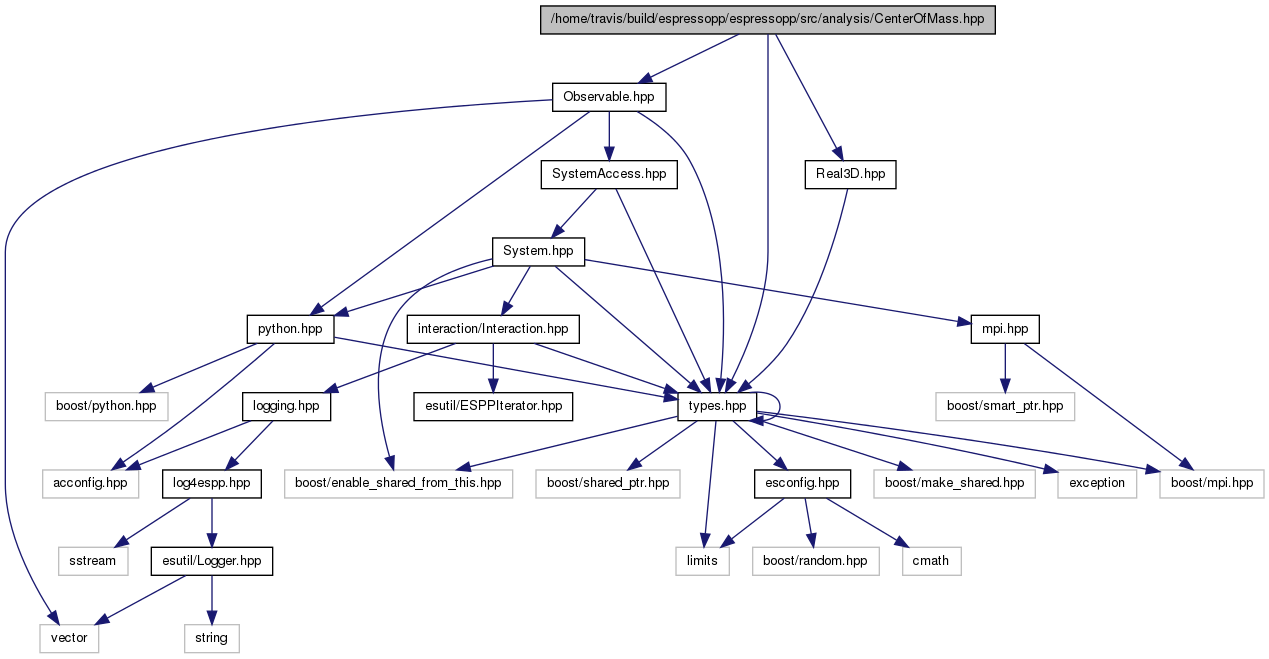 /home/travis/build/espressopp/espressopp/src/analysis/CenterOfMass.hpp
Observable.hpp
SystemAccess.hpp
Real3D.hpp
System.hpp
python.hpp
interaction/Interaction.hpp
mpi.hpp
boost/python.hpp
logging.hpp
esutil/ESPPIterator.hpp
types.hpp
boost/smart_ptr.hpp
acconfig.hpp
log4espp.hpp
boost/enable_shared_from_this.hpp
boost/shared_ptr.hpp
esconfig.hpp
boost/make_shared.hpp
exception
boost/mpi.hpp
sstream
esutil/Logger.hpp
limits
boost/random.hpp
cmath
vector
string